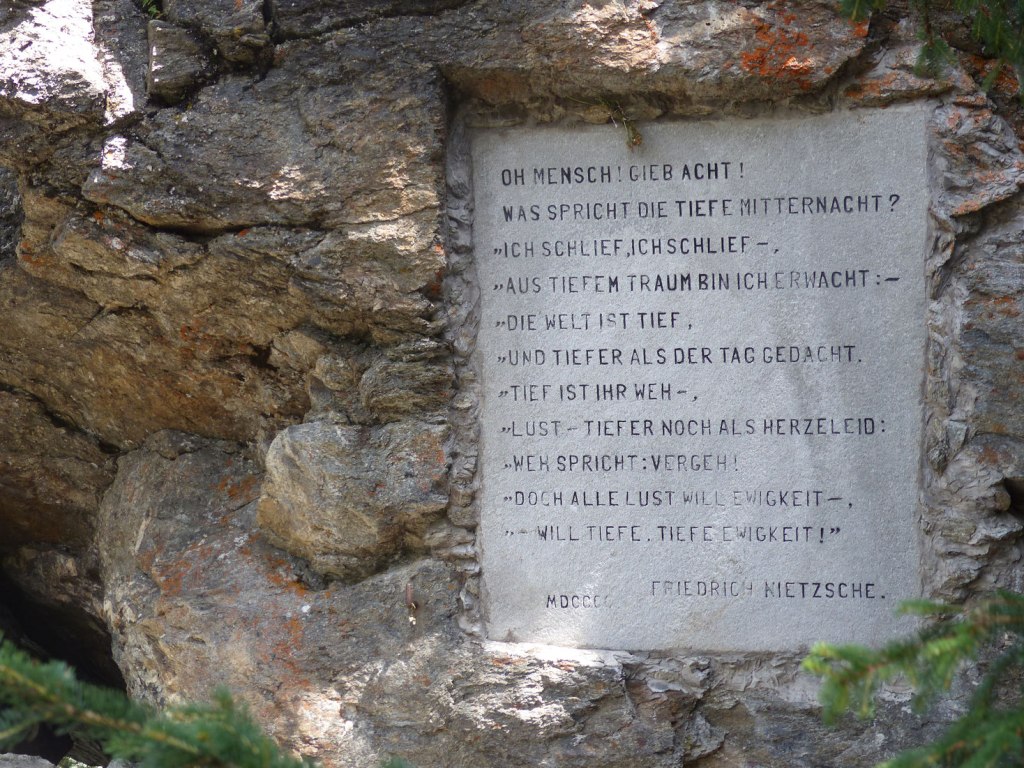 OH MENSCH! GIEB ACHT!
WAS SPRICHT DIE TIEFE MITTERNACHT?
„ICH SCHLIEF, ICH SCHLIEF –,
„AUS TIEFEM TRAUM BIN ICH ERWACHT: –
„DIE WELT IST TIEF,
„UND TIEFER ALS DER TAG GEDACHT.
„TIEF IST IHR WEH –,
„LUST – TIEFER NOCH ALS HERZELEID:
„WEH SPRICHT: VERGEH!
„DOCH ALLE LUST WILL EWIGKEIT –,
„– WILL TIEFE, TIEFE EWIGKEIT!”
FRIEDRICH NIETZSCHE.
MDCCCC